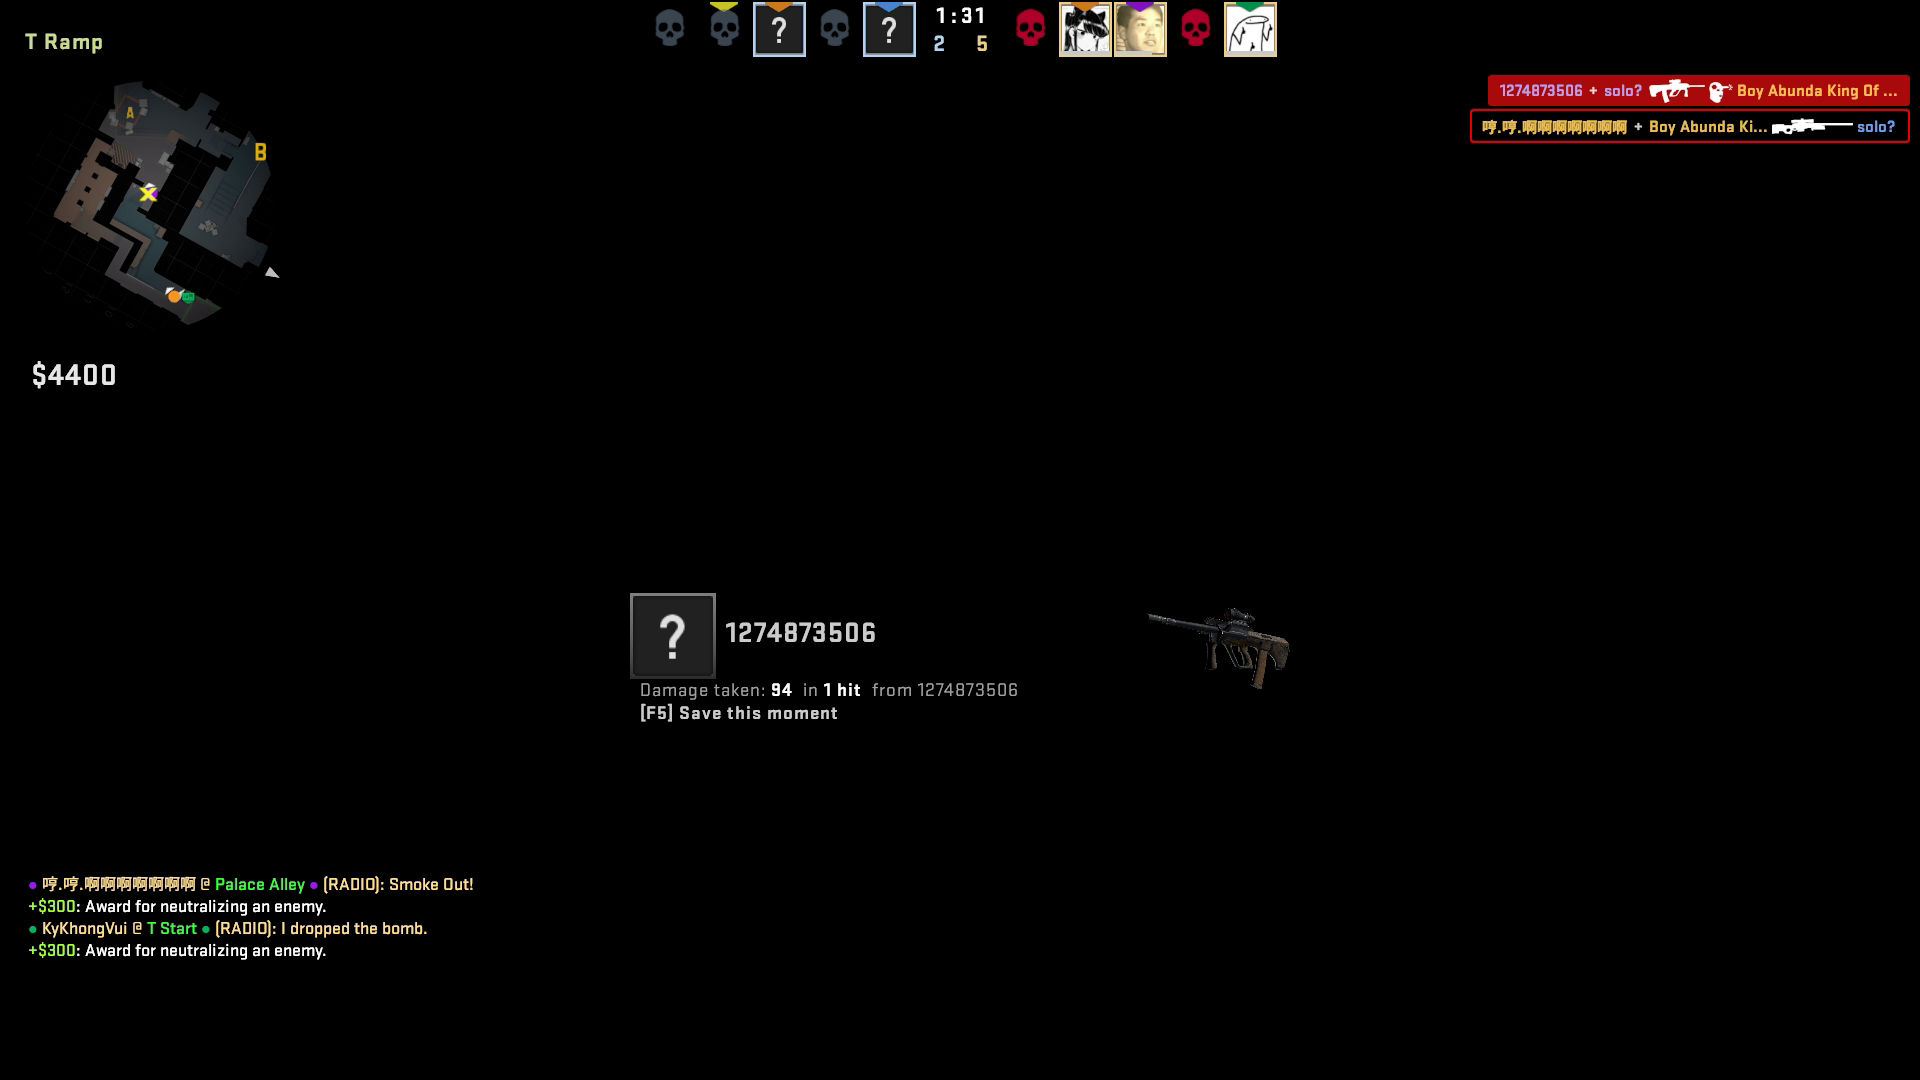 T Ramp
A
B
$4400
?
?
1:31
2 5
1274873506 + solo? Boy Abunda King Of ...
哼.哼.啊啊啊啊啊啊啊 + Boy Abunda Ki... solo?
? 1274873506
Damage taken: 94 in 1 hit from 1274873506
[F5] Save this moment
● 哼.哼.啊啊啊啊啊啊啊 @ Palace Alley ● (RADIO): Smoke Out!
+$300: Award for neutralizing an enemy.
● KyKhongVui @ T Start ● (RADIO): I dropped the bomb.
+$300: Award for neutralizing an enemy.